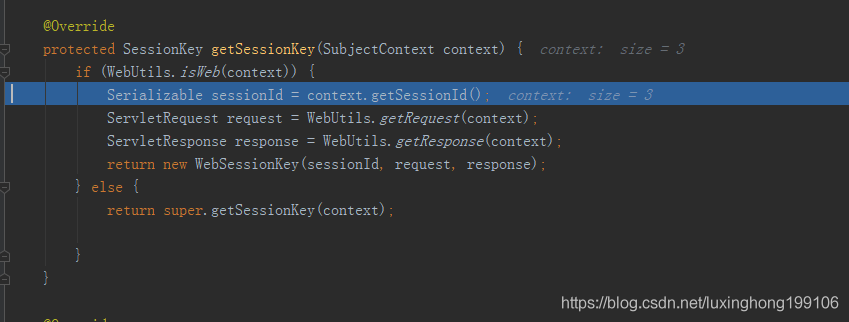 @Override
protected SessionKey getSessionKey(SubjectContext context) { context: size = 3
if (WebUtils.isWeb(context)) {
Serializable sessionId = context.getSessionId(); context: size = 3
ServletRequest request = WebUtils.getRequest(context);
ServletResponse response = WebUtils.getResponse(context);
return new WebSessionKey(sessionId, request, response);
} else {
return super.getSessionKey(context);
}
}
https://blog.csdn.net/luxinghong199106